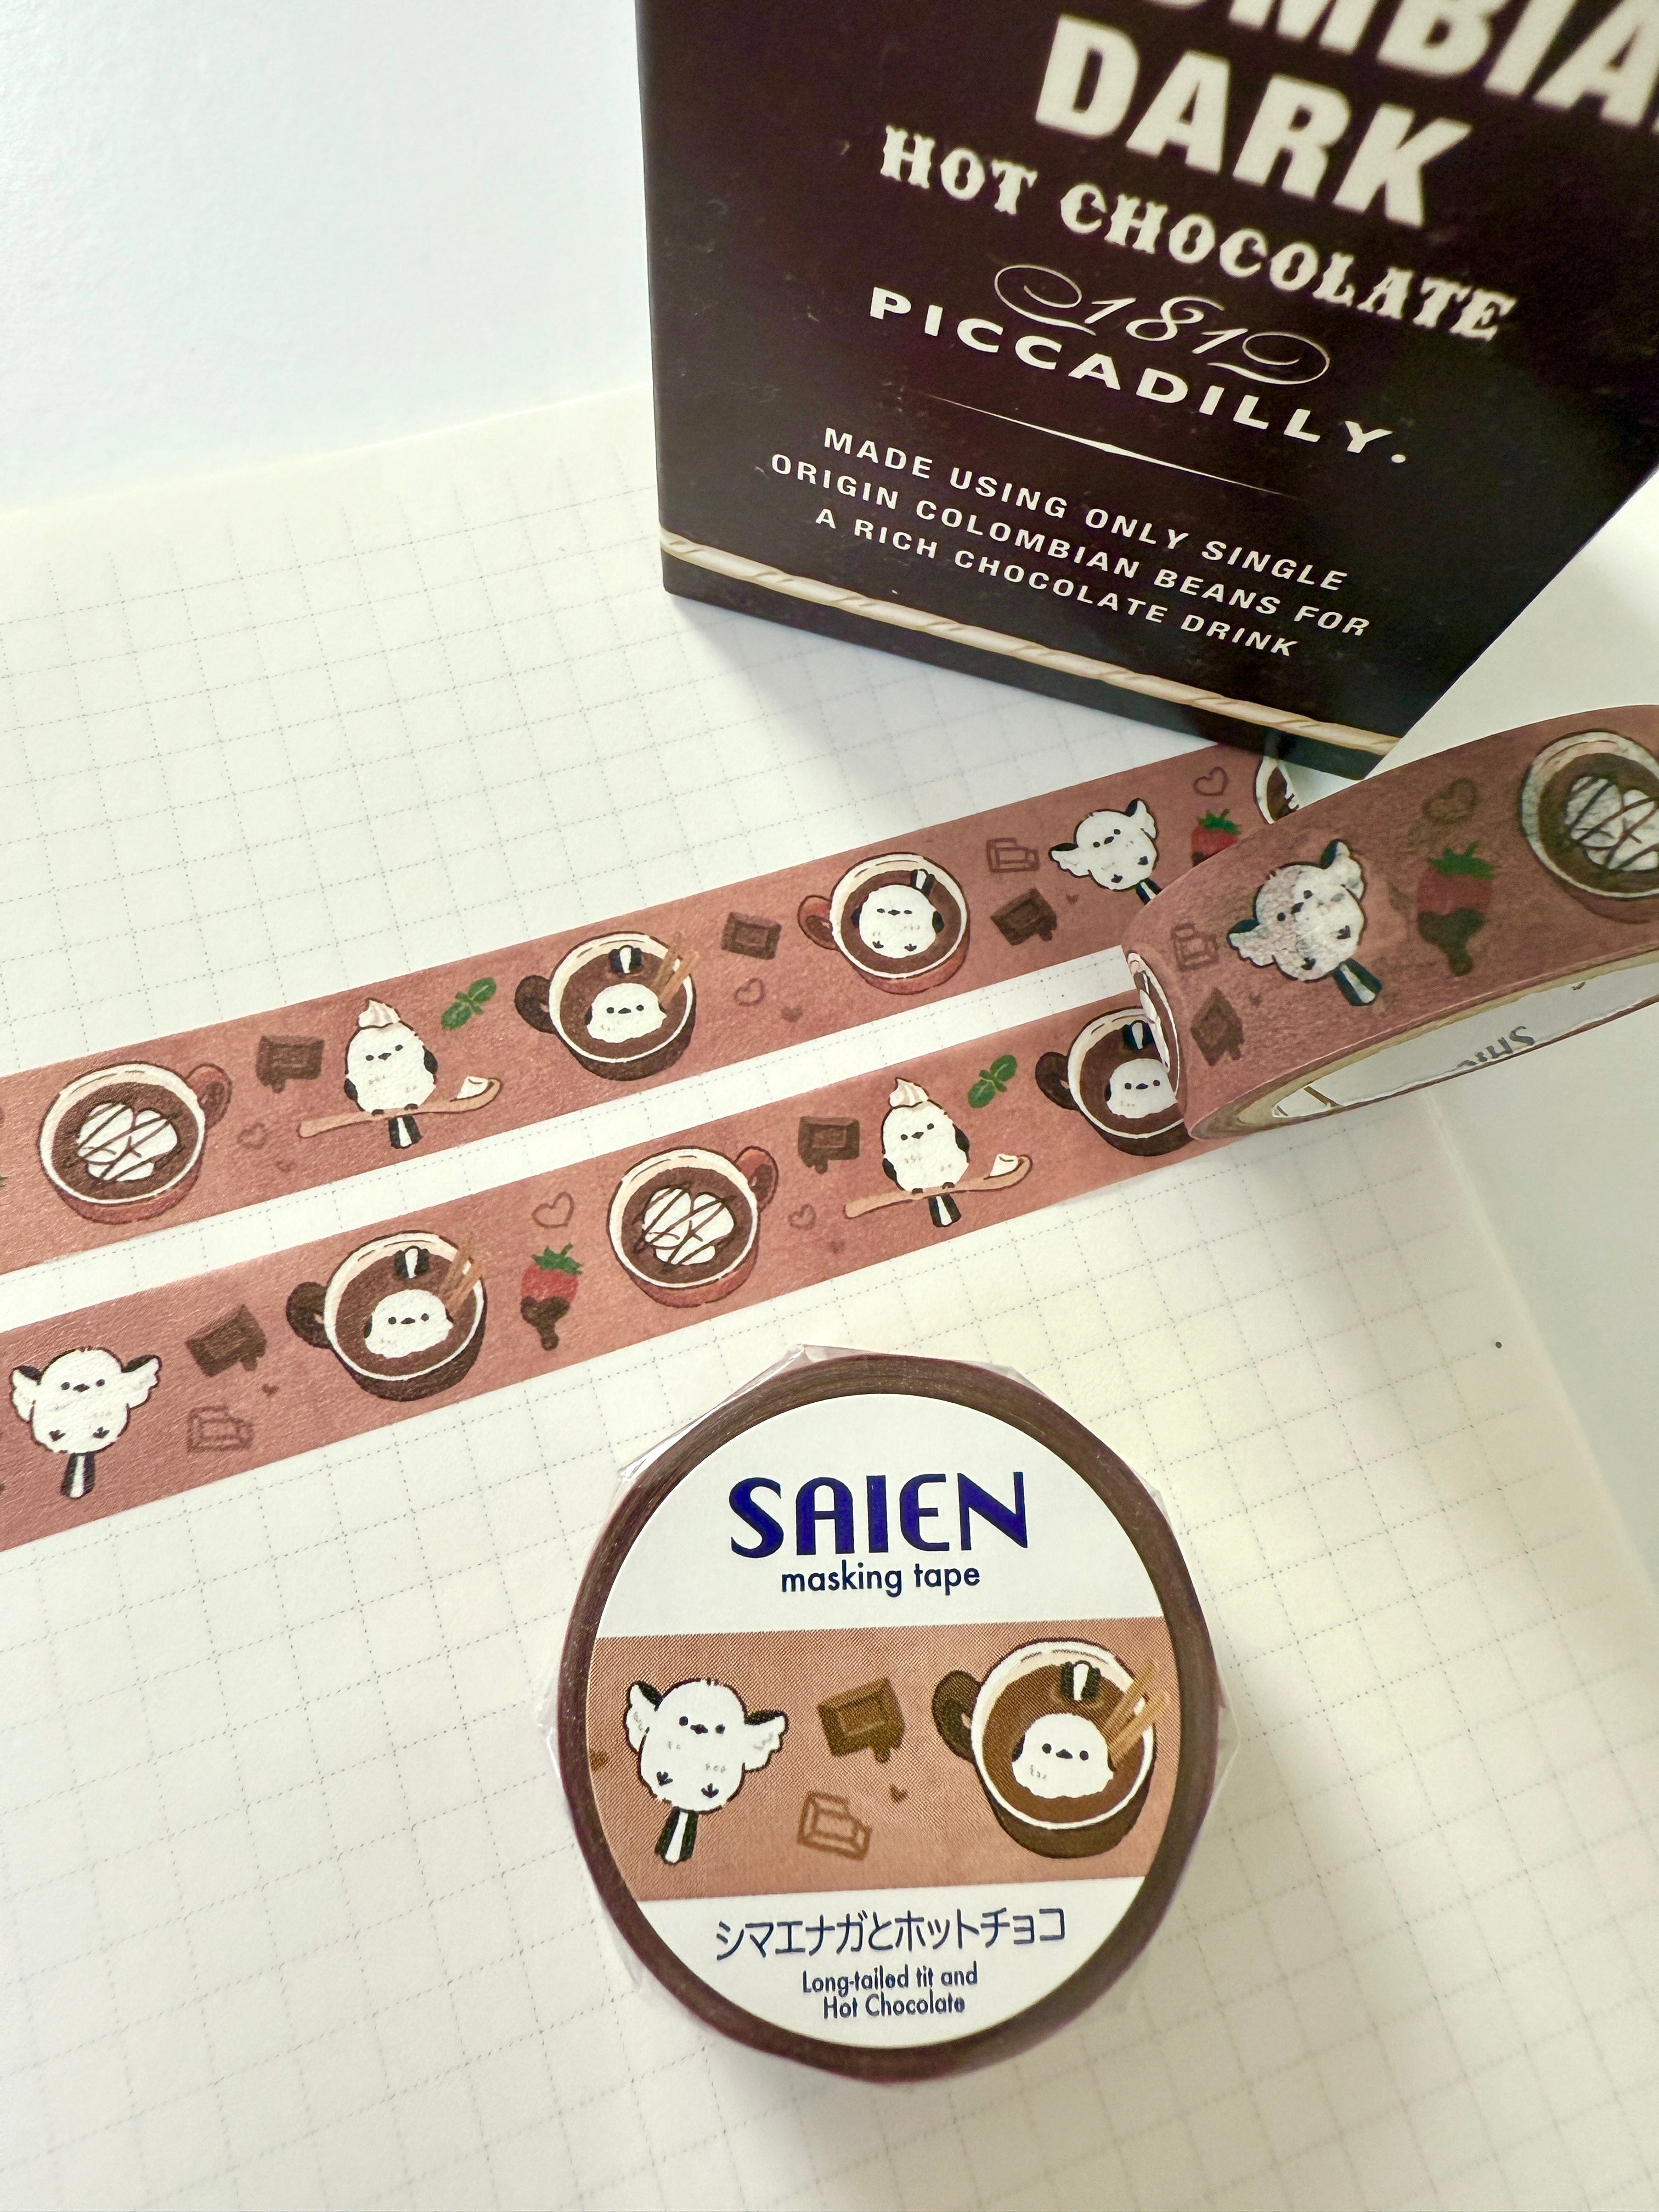 DARK
HOT CHOCOLATE
1812
PICCADILLY.
MADE USING ONLY SINGLE
ORIGIN COLOMBIAN BEANS FOR
A RICH CHOCOLATE DRINK
SAIEN
masking tape
シマエナガとホットチョコ
Long-tailed tit and
Hot Chocolate